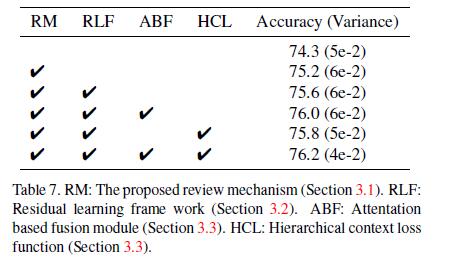 RM RLF ABF HCL Accuracy (Variance)
74.3 (5e-2)
✔ 75.2 (6e-2)
✔ ✔ 75.6 (6e-2)
✔ ✔ ✔ 76.0 (6e-2)
✔ ✔ ✔ 75.8 (5e-2)
✔ ✔ ✔ ✔ 76.2 (4e-2)
Table 7. RM: The proposed review mechanism (Section 3.1). RLF:
Residual learning frame work (Section 3.2). ABF: Attentation
based fusion module (Section 3.3). HCL: Hierarchical context loss
function (Section 3.3).